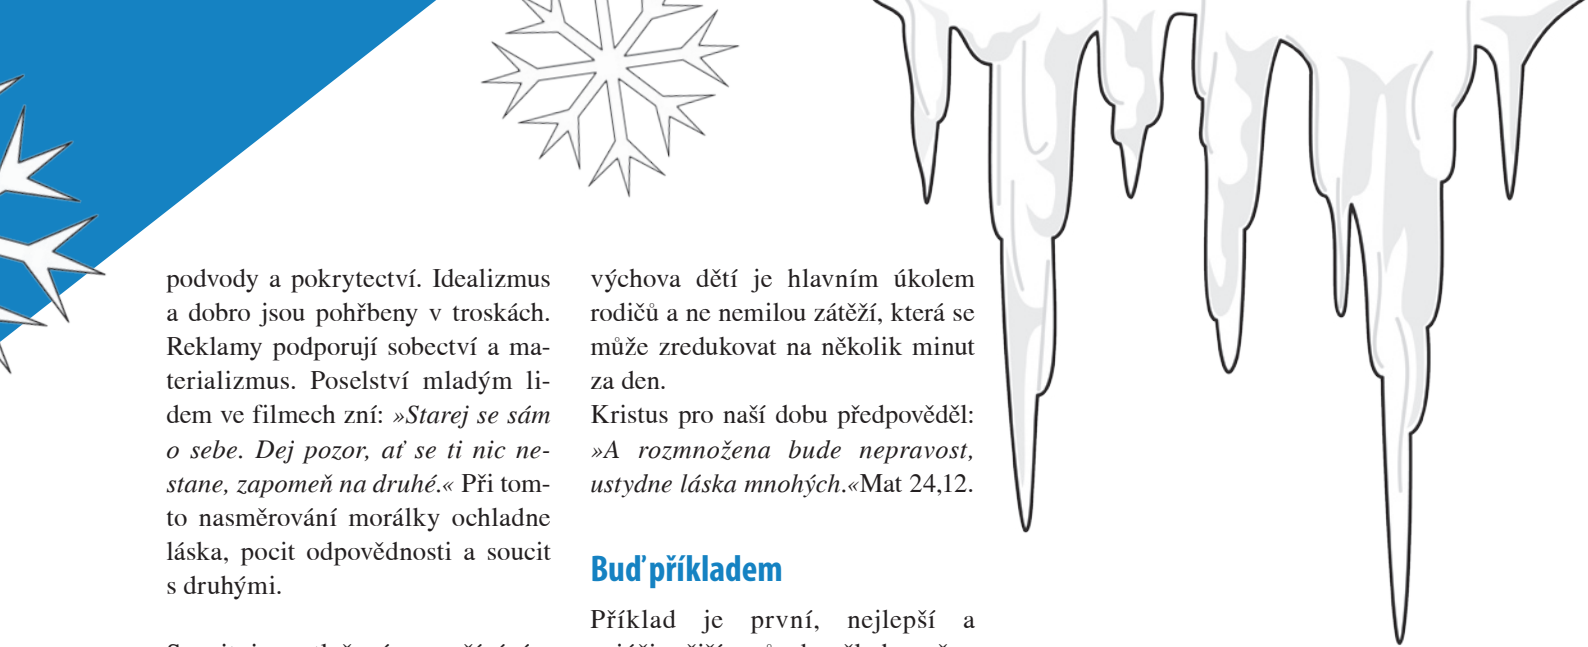 podvody a pokrytectví. Idealizmus
a dobro jsou pohřbeny v troskách.
Reklamy podporují sobectví a ma-
terializmus. Poselství mladým li-
dem ve filmech zní: »Starej se sám
o sebe. Dej pozor, ať se ti nic ne-
stane, zapomeň na druhé.« Při tom-
to nasměrování morálky ochladne
láska, pocit odpovědnosti a soucit
s druhými.
výchova dětí je hlavním úkolem
rodičů a ne nemilou zátěží, která se
může zredukovat na několik minut
za den.
Kristus pro naší dobu předpověděl:
»A rozmnožena bude nepravost,
ustydne láska mnohých.«Mat 24,12.
Buď příkladem
Příklad je první, nejlepší a